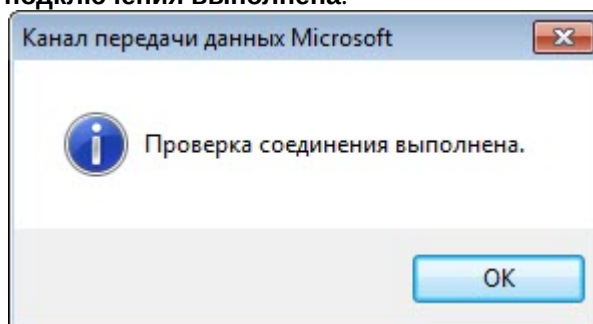 подключения выполнена.
Канал передачи данных Microsoft
Проверка соединения выполнена.
OK